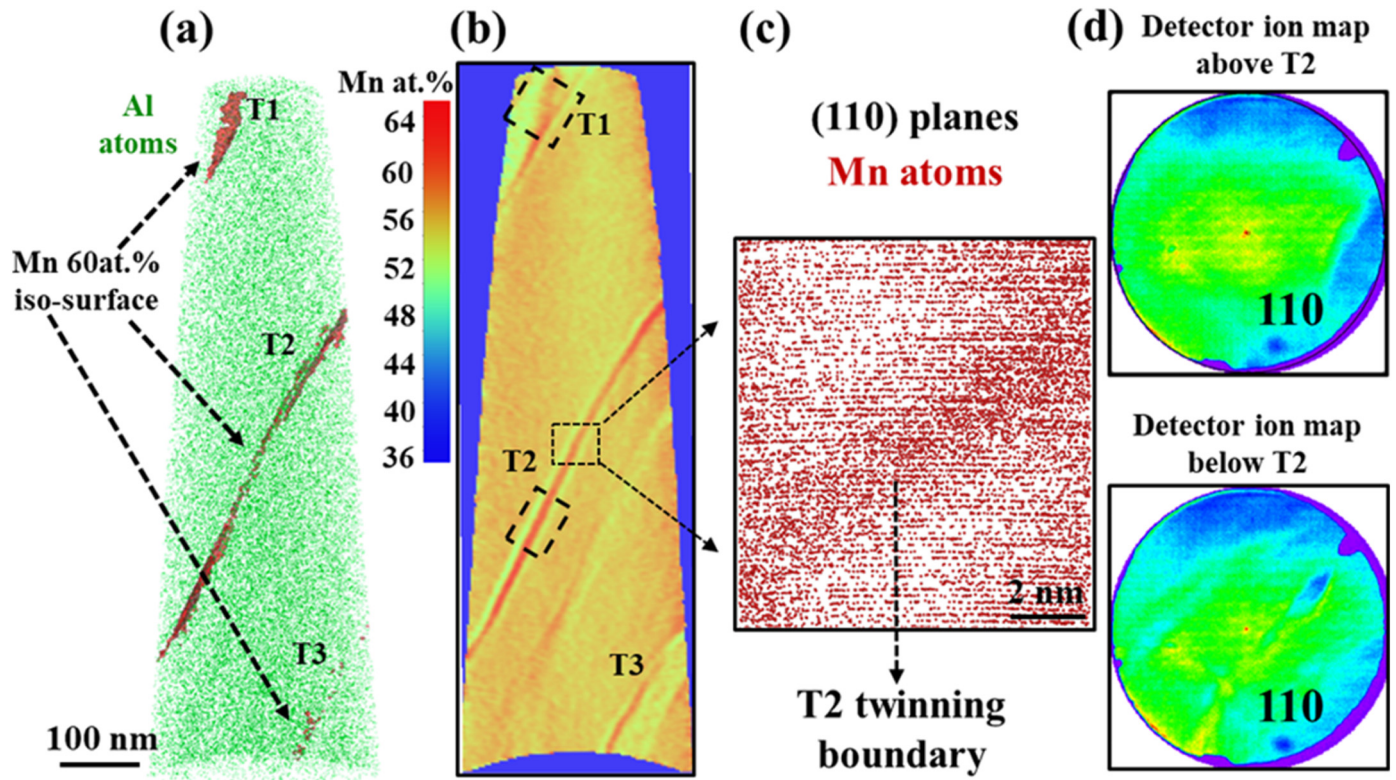 (a)
Al
atoms
T1
Mn 60at.%
iso-surface
T2
T3
100 nm
(b)
Mn at.%
64
60
56
52
48
44
40
36
T1
T2
T3
(c)
(110) planes
Mn atoms
2 nm
T2 twinning
boundary
(d)
Detector ion map
above T2
110
Detector ion map
below T2
110